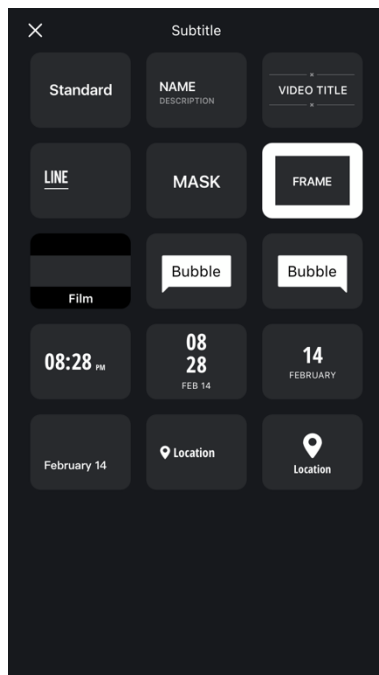 Subtitle
Standard
NAME
DESCRIPTION
VIDEO TITLE
LINE
MASK
FRAME
Film
Bubble
Bubble
08:28 PM
08
28
FEB 14
14
FEBRUARY
February 14
Location
Location